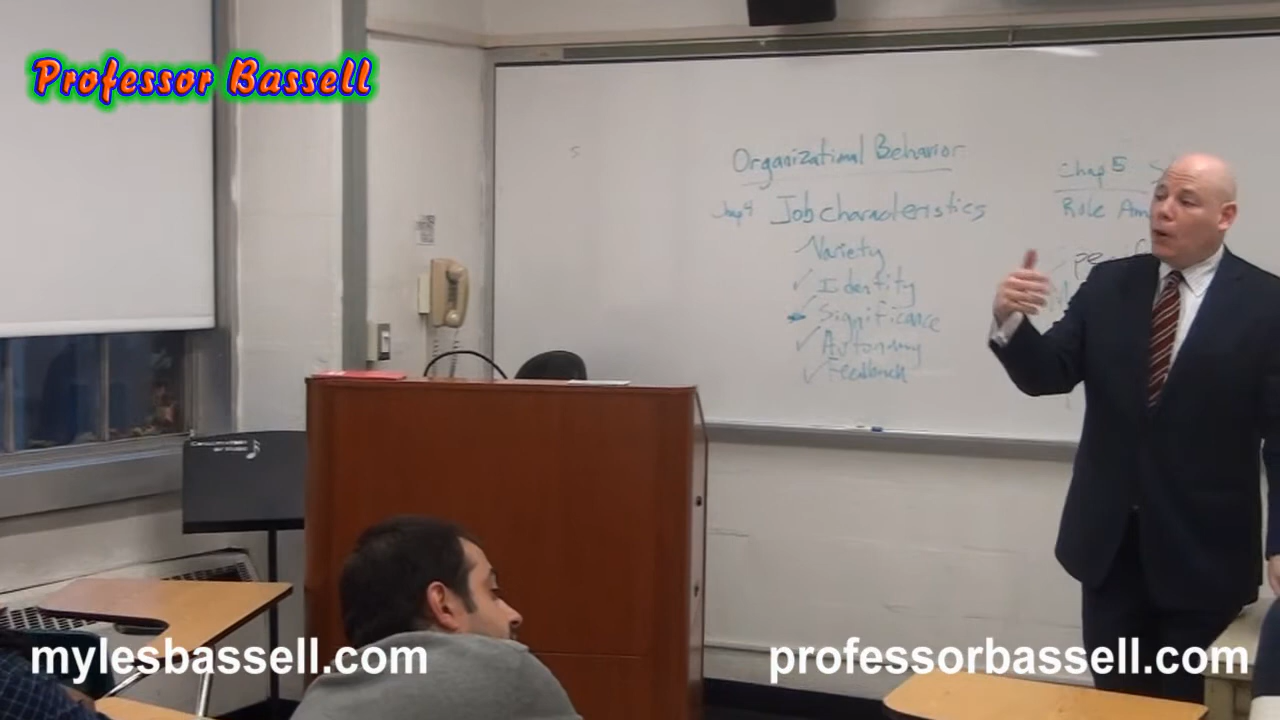 Professor Bassell
Organizational Behavior
Chap 4 Job characteristics
Variety
Identity
Significance
Autonomy
Feedback
Chap 5
Role Am
mylesbassell.com
professorbassell.com